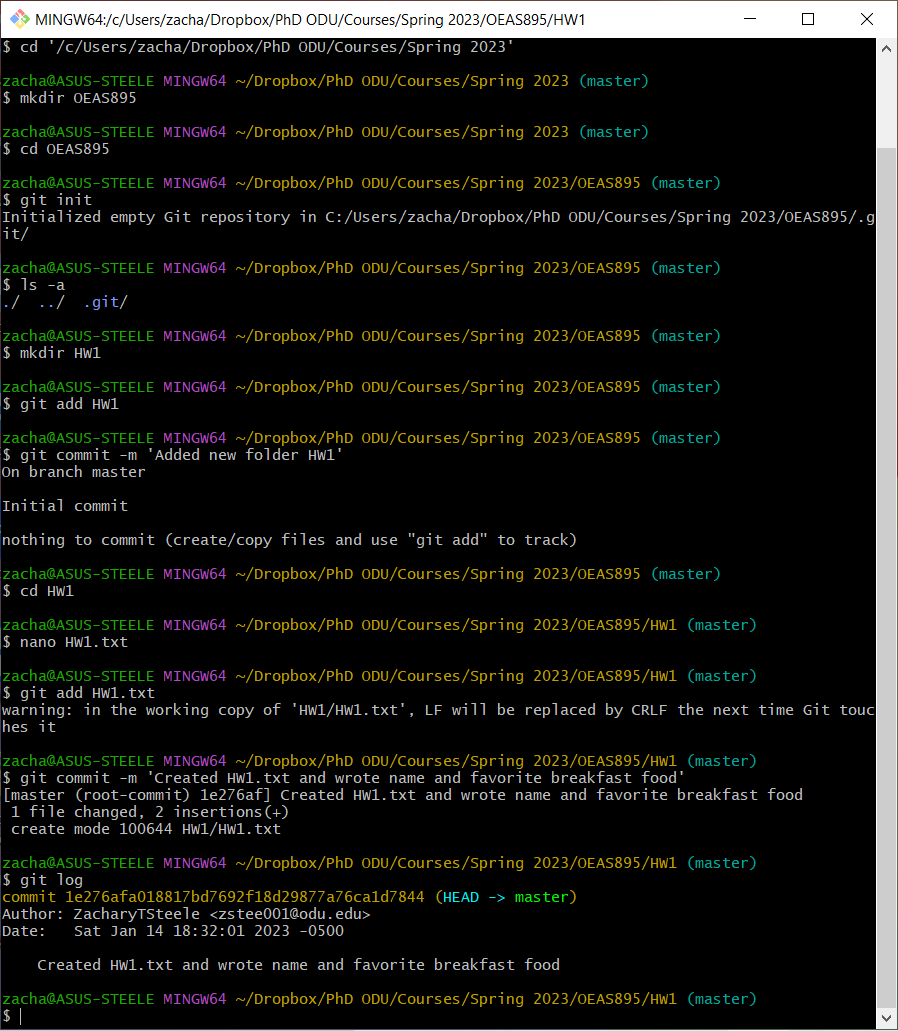 MINGW64:/c/Users/zacha/Dropbox/PhD ODU/Courses/Spring 2023/OEAS895/HW1
$ cd '/c/Users/zacha/Dropbox/PhD ODU/Courses/Spring 2023'
zacha@ASUS-STEELE MINGW64 ~/Dropbox/PhD ODU/Courses/Spring 2023 (master)
$ mkdir OEAS895
zacha@ASUS-STEELE MINGW64 ~/Dropbox/PhD ODU/Courses/Spring 2023 (master)
$ cd OEAS895
zacha@ASUS-STEELE MINGW64 ~/Dropbox/PhD ODU/Courses/Spring 2023/OEAS895 (master)
$ git init
Initialized empty Git repository in C:/Users/zacha/Dropbox/PhD ODU/Courses/Spring 2023/OEAS895/.g
it/
zacha@ASUS-STEELE MINGW64 ~/Dropbox/PhD ODU/Courses/Spring 2023/OEAS895 (master)
$ ls -a
./  ../  .git/
zacha@ASUS-STEELE MINGW64 ~/Dropbox/PhD ODU/Courses/Spring 2023/OEAS895 (master)
$ mkdir HW1
zacha@ASUS-STEELE MINGW64 ~/Dropbox/PhD ODU/Courses/Spring 2023/OEAS895 (master)
$ git add HW1
zacha@ASUS-STEELE MINGW64 ~/Dropbox/PhD ODU/Courses/Spring 2023/OEAS895 (master)
$ git commit -m 'Added new folder HW1'
On branch master
Initial commit
nothing to commit (create/copy files and use "git add" to track)
zacha@ASUS-STEELE MINGW64 ~/Dropbox/PhD ODU/Courses/Spring 2023/OEAS895 (master)
$ cd HW1
zacha@ASUS-STEELE MINGW64 ~/Dropbox/PhD ODU/Courses/Spring 2023/OEAS895/HW1 (master)
$ nano HW1.txt
zacha@ASUS-STEELE MINGW64 ~/Dropbox/PhD ODU/Courses/Spring 2023/OEAS895/HW1 (master)
$ git add HW1.txt
warning: in the working copy of 'HW1/HW1.txt', LF will be replaced by CRLF the next time Git touc
hes it
zacha@ASUS-STEELE MINGW64 ~/Dropbox/PhD ODU/Courses/Spring 2023/OEAS895/HW1 (master)
$ git commit -m 'Created HW1.txt and wrote name and favorite breakfast food'
[master (root-commit) 1e276af] Created HW1.txt and wrote name and favorite breakfast food
 1 file changed, 2 insertions(+)
 create mode 100644 HW1/HW1.txt
zacha@ASUS-STEELE MINGW64 ~/Dropbox/PhD ODU/Courses/Spring 2023/OEAS895/HW1 (master)
$ git log
commit 1e276afa018817bd7692f18d29877a76ca1d7844 (HEAD -> master)
Author: ZacharyTSteele <zstee001@odu.edu>
Date:   Sat Jan 14 18:32:01 2023 -0500
    Created HW1.txt and wrote name and favorite breakfast food
zacha@ASUS-STEELE MINGW64 ~/Dropbox/PhD ODU/Courses/Spring 2023/OEAS895/HW1 (master)
$